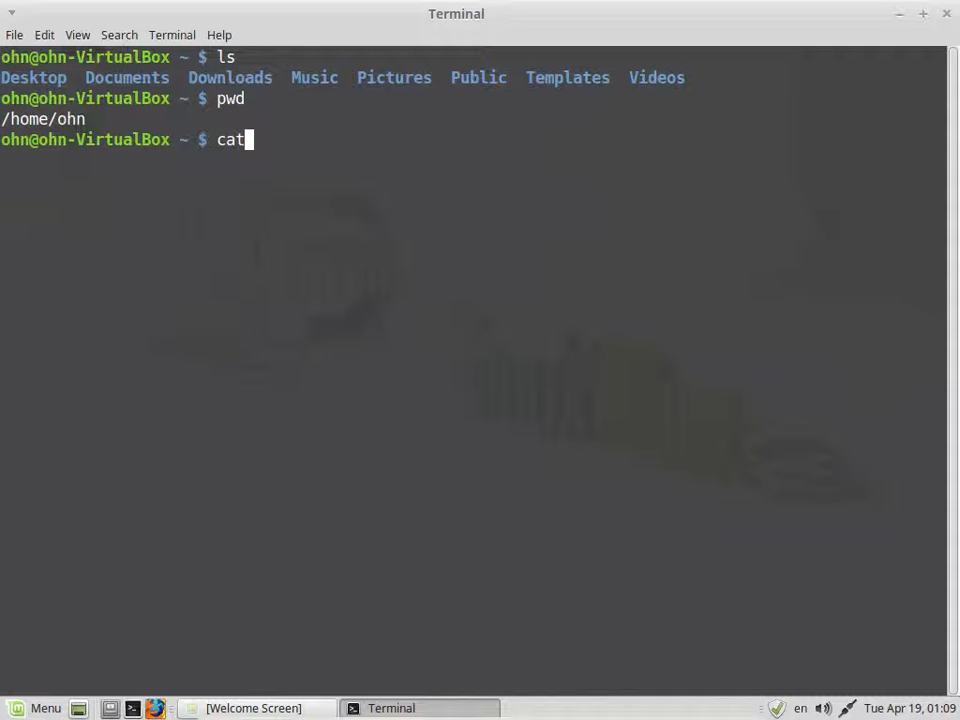 Terminal
File Edit View Search Terminal Help
ohn@ohn-VirtualBox ~ $ ls
Desktop Documents Downloads Music Pictures Public Templates Videos
ohn@ohn-VirtualBox ~ $ pwd
/home/ohn
ohn@ohn-VirtualBox ~ $ cat
Menu [Welcome Screen] Terminal en Tue Apr 19, 01:09